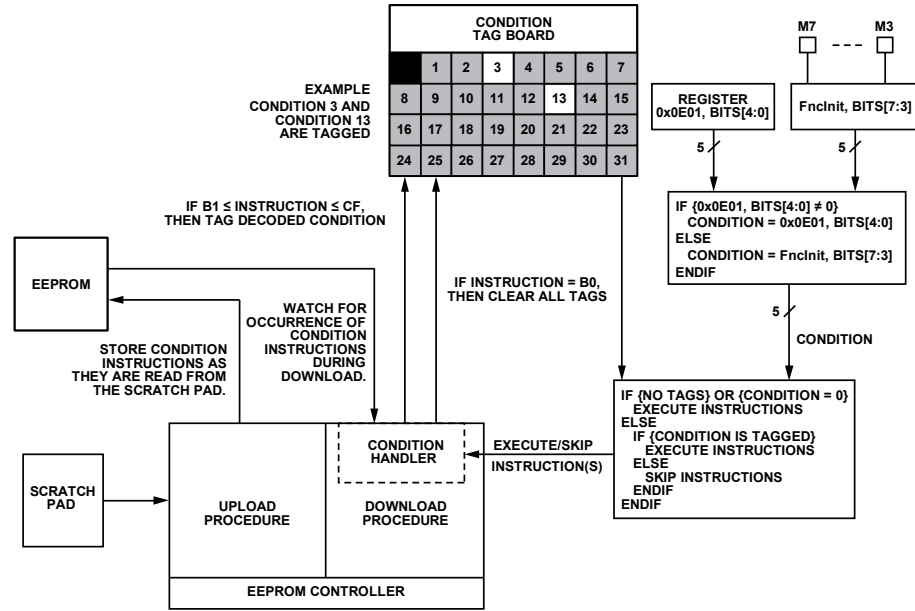 CONDITION
TAG BOARD
1 2 3 4 5 6 7
8 9 10 11 12 13 14 15
16 17 18 19 20 21 22 23
24 25 26 27 28 29 30 31
EXAMPLE
CONDITION 3 AND
CONDITION 13
ARE TAGGED
M7 M3
REGISTER
0x0E01, BITS[4:0]
FncInit, BITS[7:3]
5
5
IF {0x0E01, BITS[4:0] ≠ 0}
CONDITION = 0x0E01, BITS[4:0]
ELSE
CONDITION = FncInit, BITS[7:3]
ENDIF
5
CONDITION
IF B1 ≤ INSTRUCTION ≤ CF,
THEN TAG DECODED CONDITION
IF INSTRUCTION = B0,
THEN CLEAR ALL TAGS
EEPROM
WATCH FOR
OCCURRENCE OF
CONDITION
INSTRUCTIONS
DURING
DOWNLOAD.
STORE CONDITION
INSTRUCTIONS AS
THEY ARE READ FROM
THE SCRATCH PAD.
IF {NO TAGS} OR {CONDITION = 0}
EXECUTE INSTRUCTIONS
ELSE
IF {CONDITION IS TAGGED}
EXECUTE INSTRUCTIONS
ELSE
SKIP INSTRUCTIONS
ENDIF
ENDIF
CONDITION
HANDLER
EXECUTE/SKIP
INSTRUCTION(S)
SCRATCH
PAD
UPLOAD
PROCEDURE
DOWNLOAD
PROCEDURE
EEPROM CONTROLLER